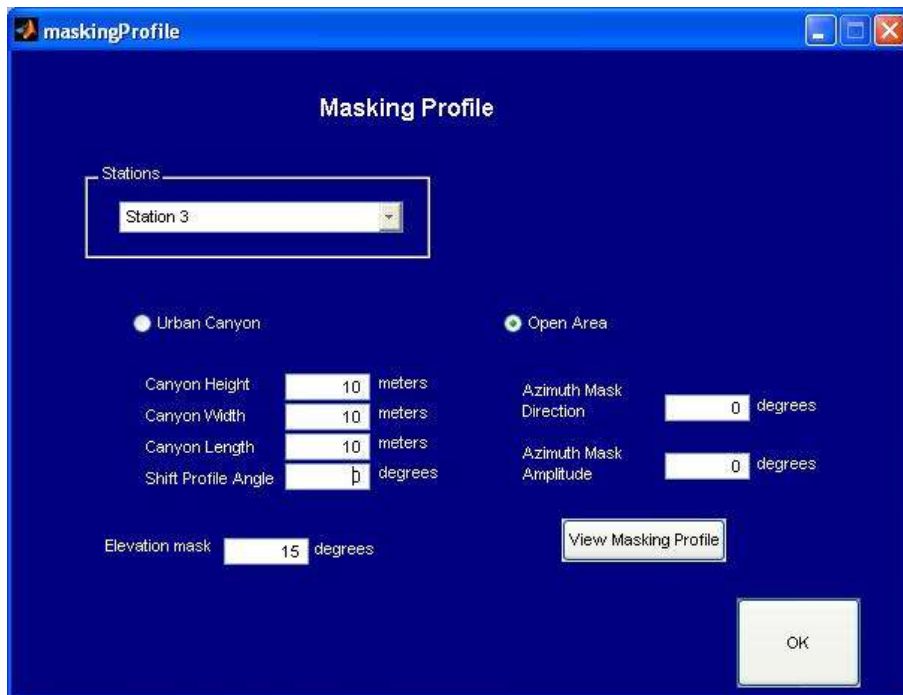 maskingProfile
Masking Profile
Stations
Station 3
Urban Canyon
Open Area
Canyon Height 10 meters
Canyon Width 10 meters
Canyon Length 10 meters
Shift Profile Angle 0 degrees
Azimuth Mask
Direction 0 degrees
Azimuth Mask
Amplitude 0 degrees
Elevation mask 15 degrees
View Masking Profile
OK